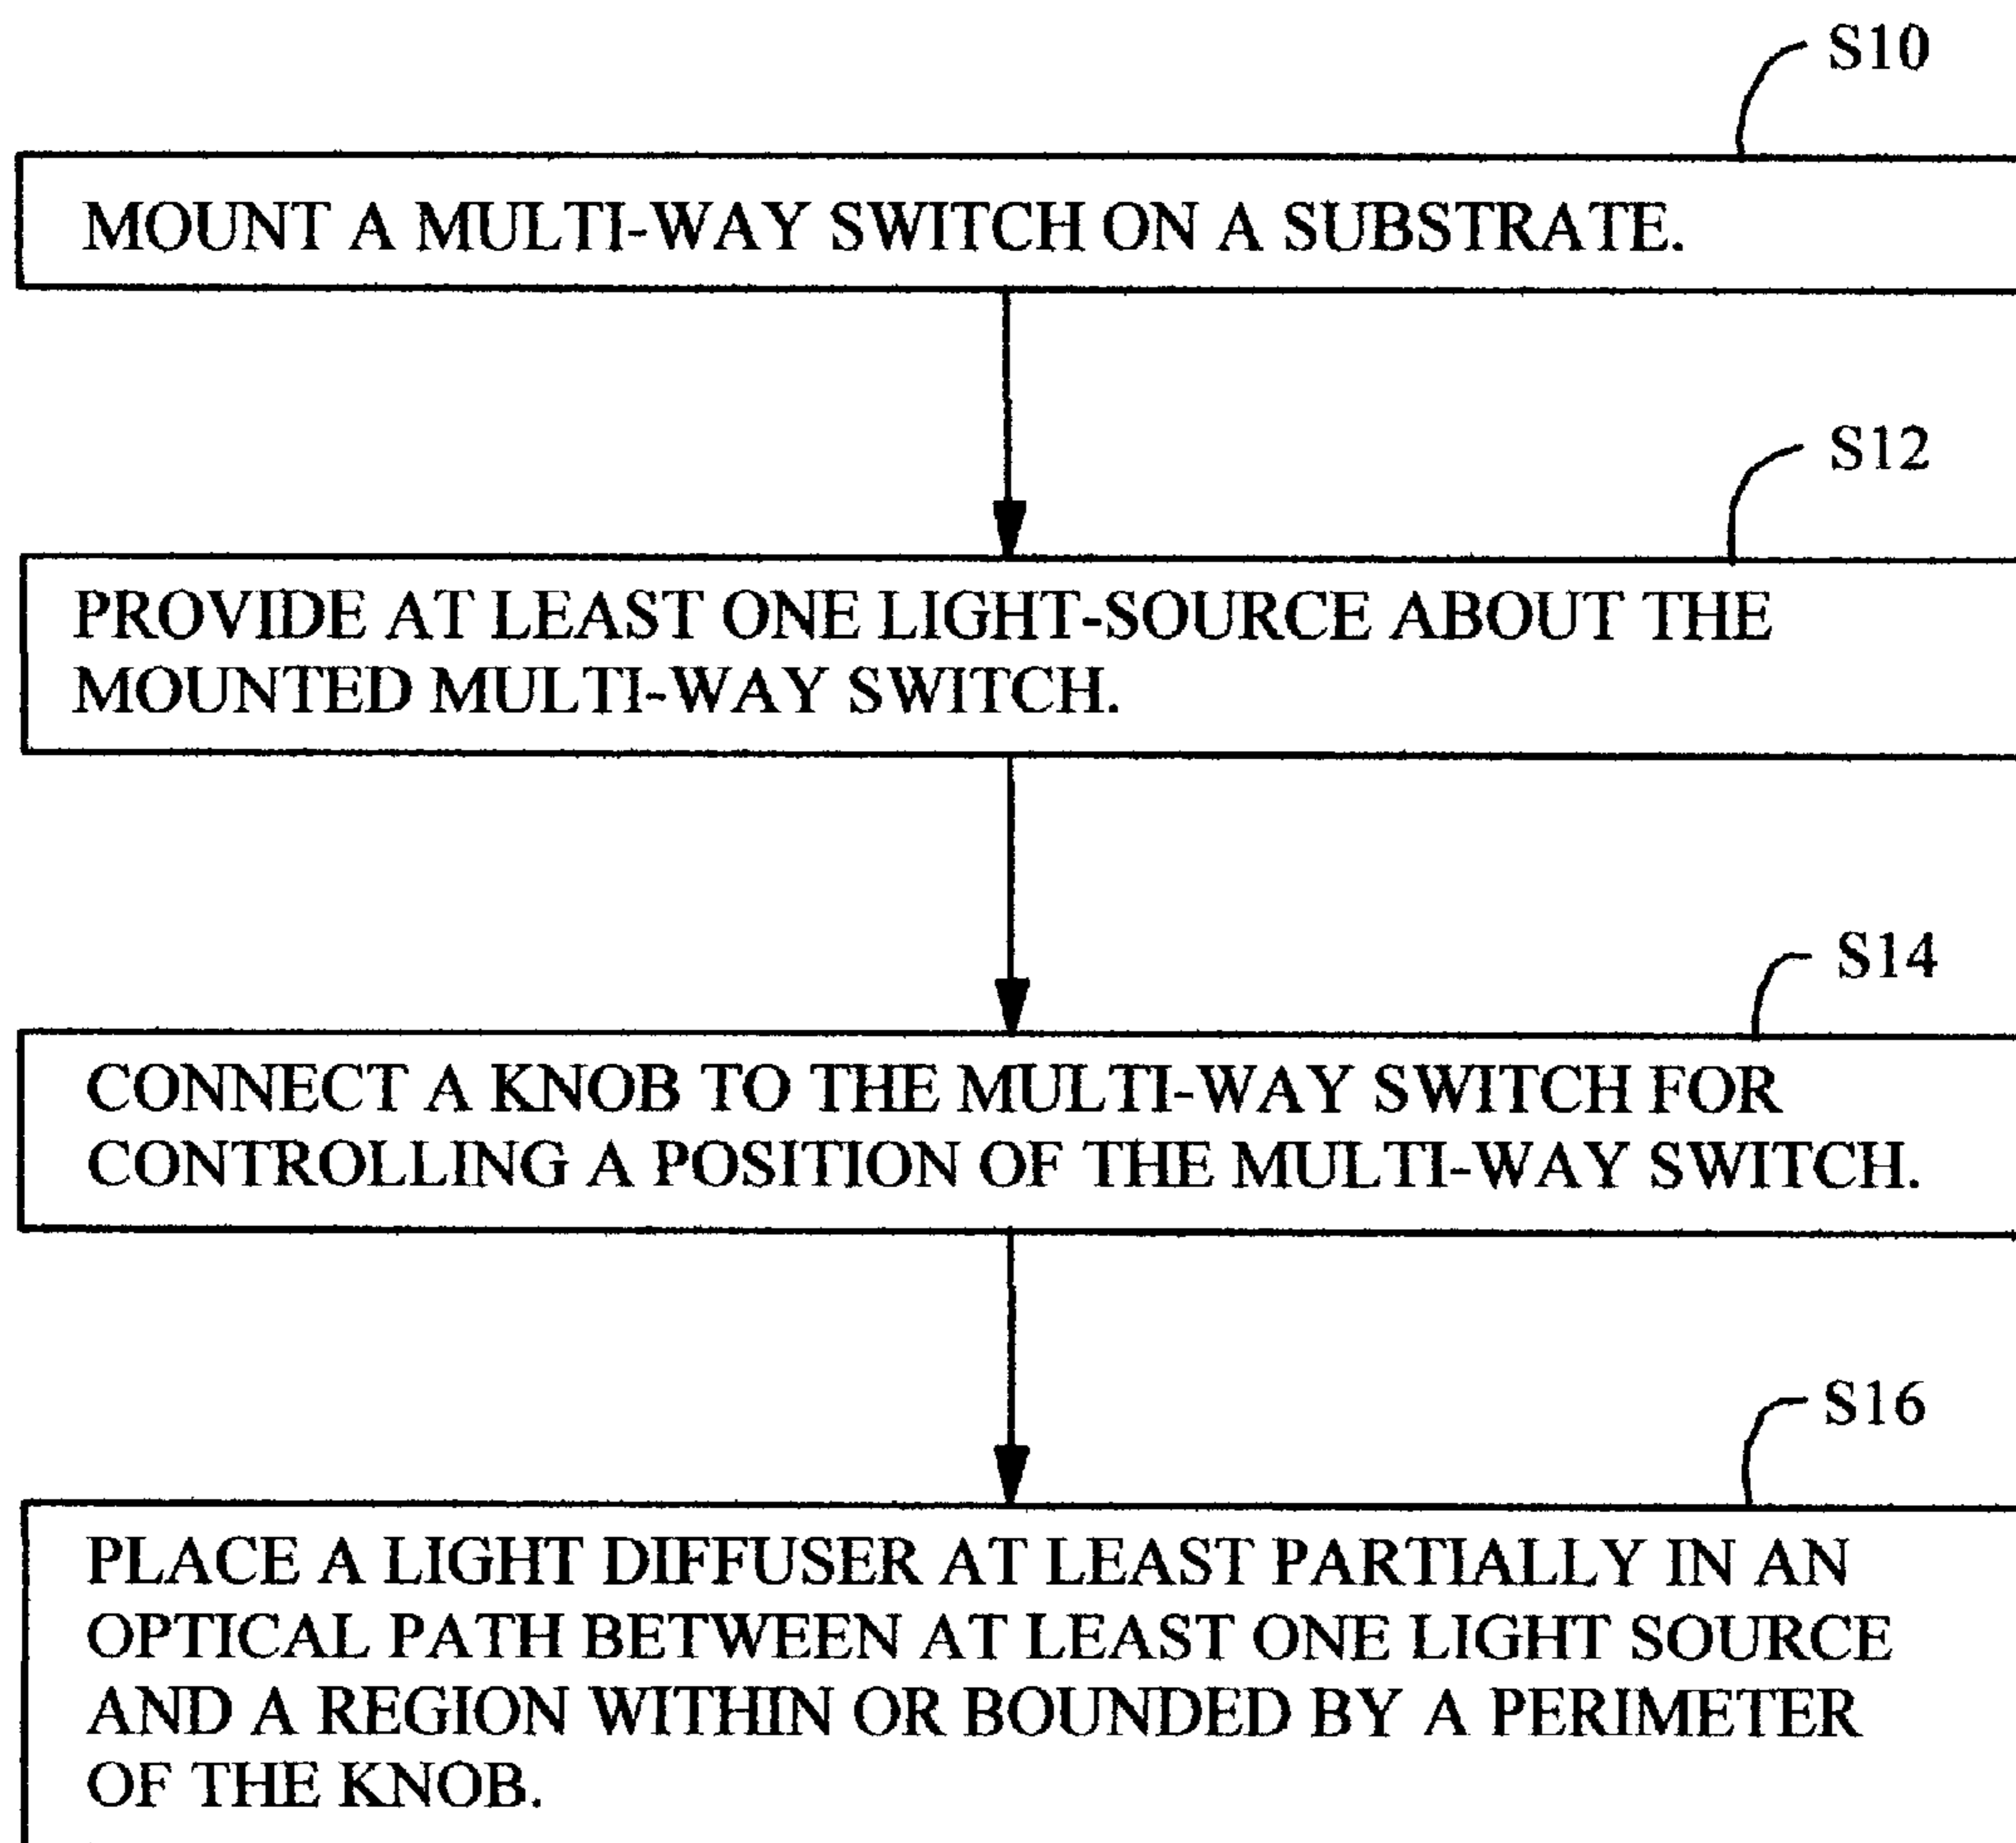 S10
MOUNT A MULTI-WAY SWITCH ON A SUBSTRATE.
S12
PROVIDE AT LEAST ONE LIGHT-SOURCE ABOUT THE
MOUNTED MULTI-WAY SWITCH.
S14
CONNECT A KNOB TO THE MULTI-WAY SWITCH FOR
CONTROLLING A POSITION OF THE MULTI-WAY SWITCH.
S16
PLACE A LIGHT DIFFUSER AT LEAST PARTIALLY IN AN
OPTICAL PATH BETWEEN AT LEAST ONE LIGHT SOURCE
AND A REGION WITHIN OR BOUNDED BY A PERIMETER
OF THE KNOB.